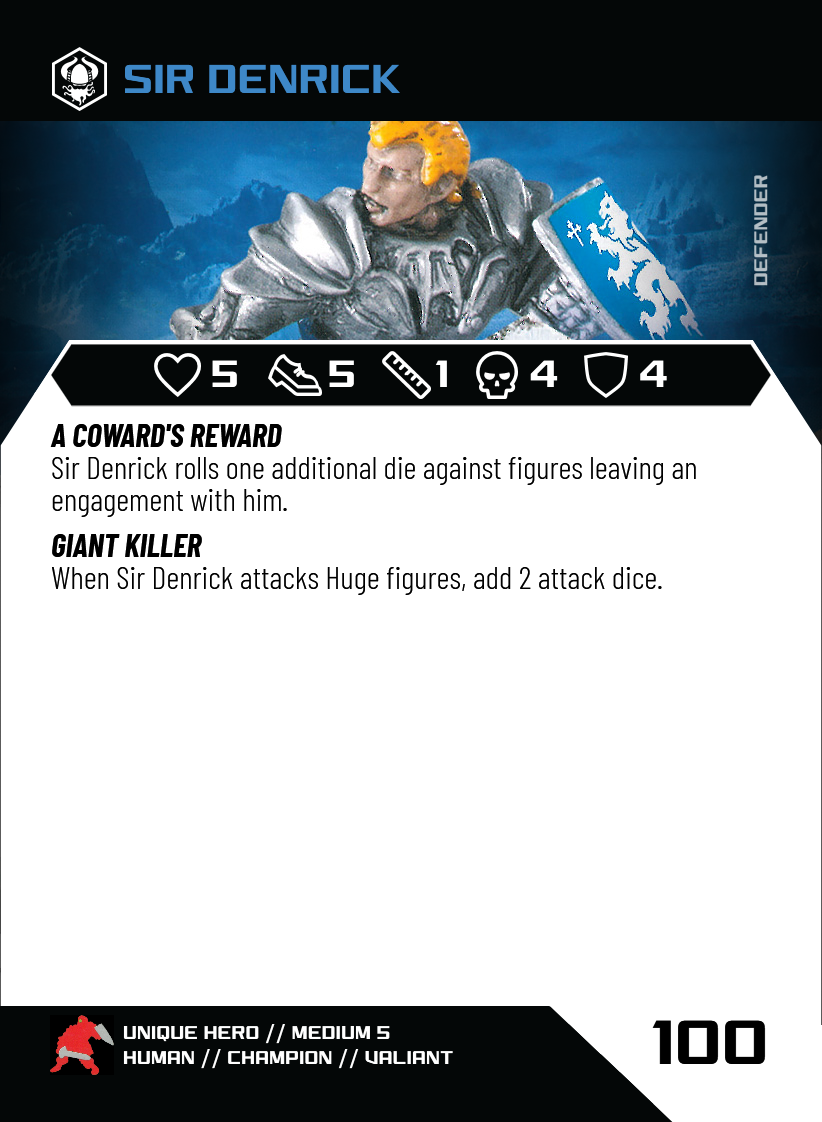 SIR DENRICK
DEFENDER
5 5 1 4 4
A COWARD'S REWARD
Sir Denrick rolls one additional die against figures leaving an
engagement with him.
GIANT KILLER
When Sir Denrick attacks Huge figures, add 2 attack dice.
UNIQUE HERO // MEDIUM 5
HUMAN // CHAMPION // VALIANT
100